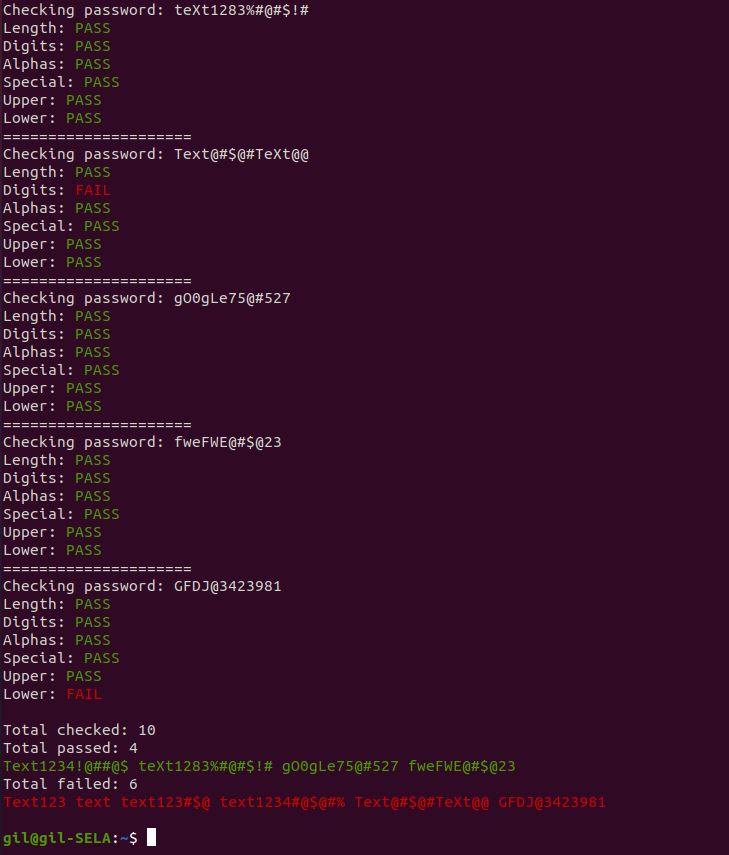 Checking password: teXt1283%#@#$!#
Length: PASS
Digits: PASS
Alphas: PASS
Special: PASS
Upper: PASS
Lower: PASS
=====================
Checking password: Text@#$@#TeXt@@
Length: PASS
Digits: FAIL
Alphas: PASS
Special: PASS
Upper: PASS
Lower: PASS
=====================
Checking password: gO0gLe75@#527
Length: PASS
Digits: PASS
Alphas: PASS
Special: PASS
Upper: PASS
Lower: PASS
=====================
Checking password: fweFWE@#$@23
Length: PASS
Digits: PASS
Alphas: PASS
Special: PASS
Upper: PASS
Lower: PASS
=====================
Checking password: GFDJ@3423981
Length: PASS
Digits: PASS
Alphas: PASS
Special: PASS
Upper: PASS
Lower: FAIL
Total checked: 10
Total passed: 4
Text1234!@##@$ teXt1283%#@#$!# gO0gLe75@#527 fweFWE@#$@23
Total failed: 6
Text123 text text123#$@ text1234#@$@#% Text@#$@#TeXt@@ GFDJ@3423981
gil@gil-SELA:~$